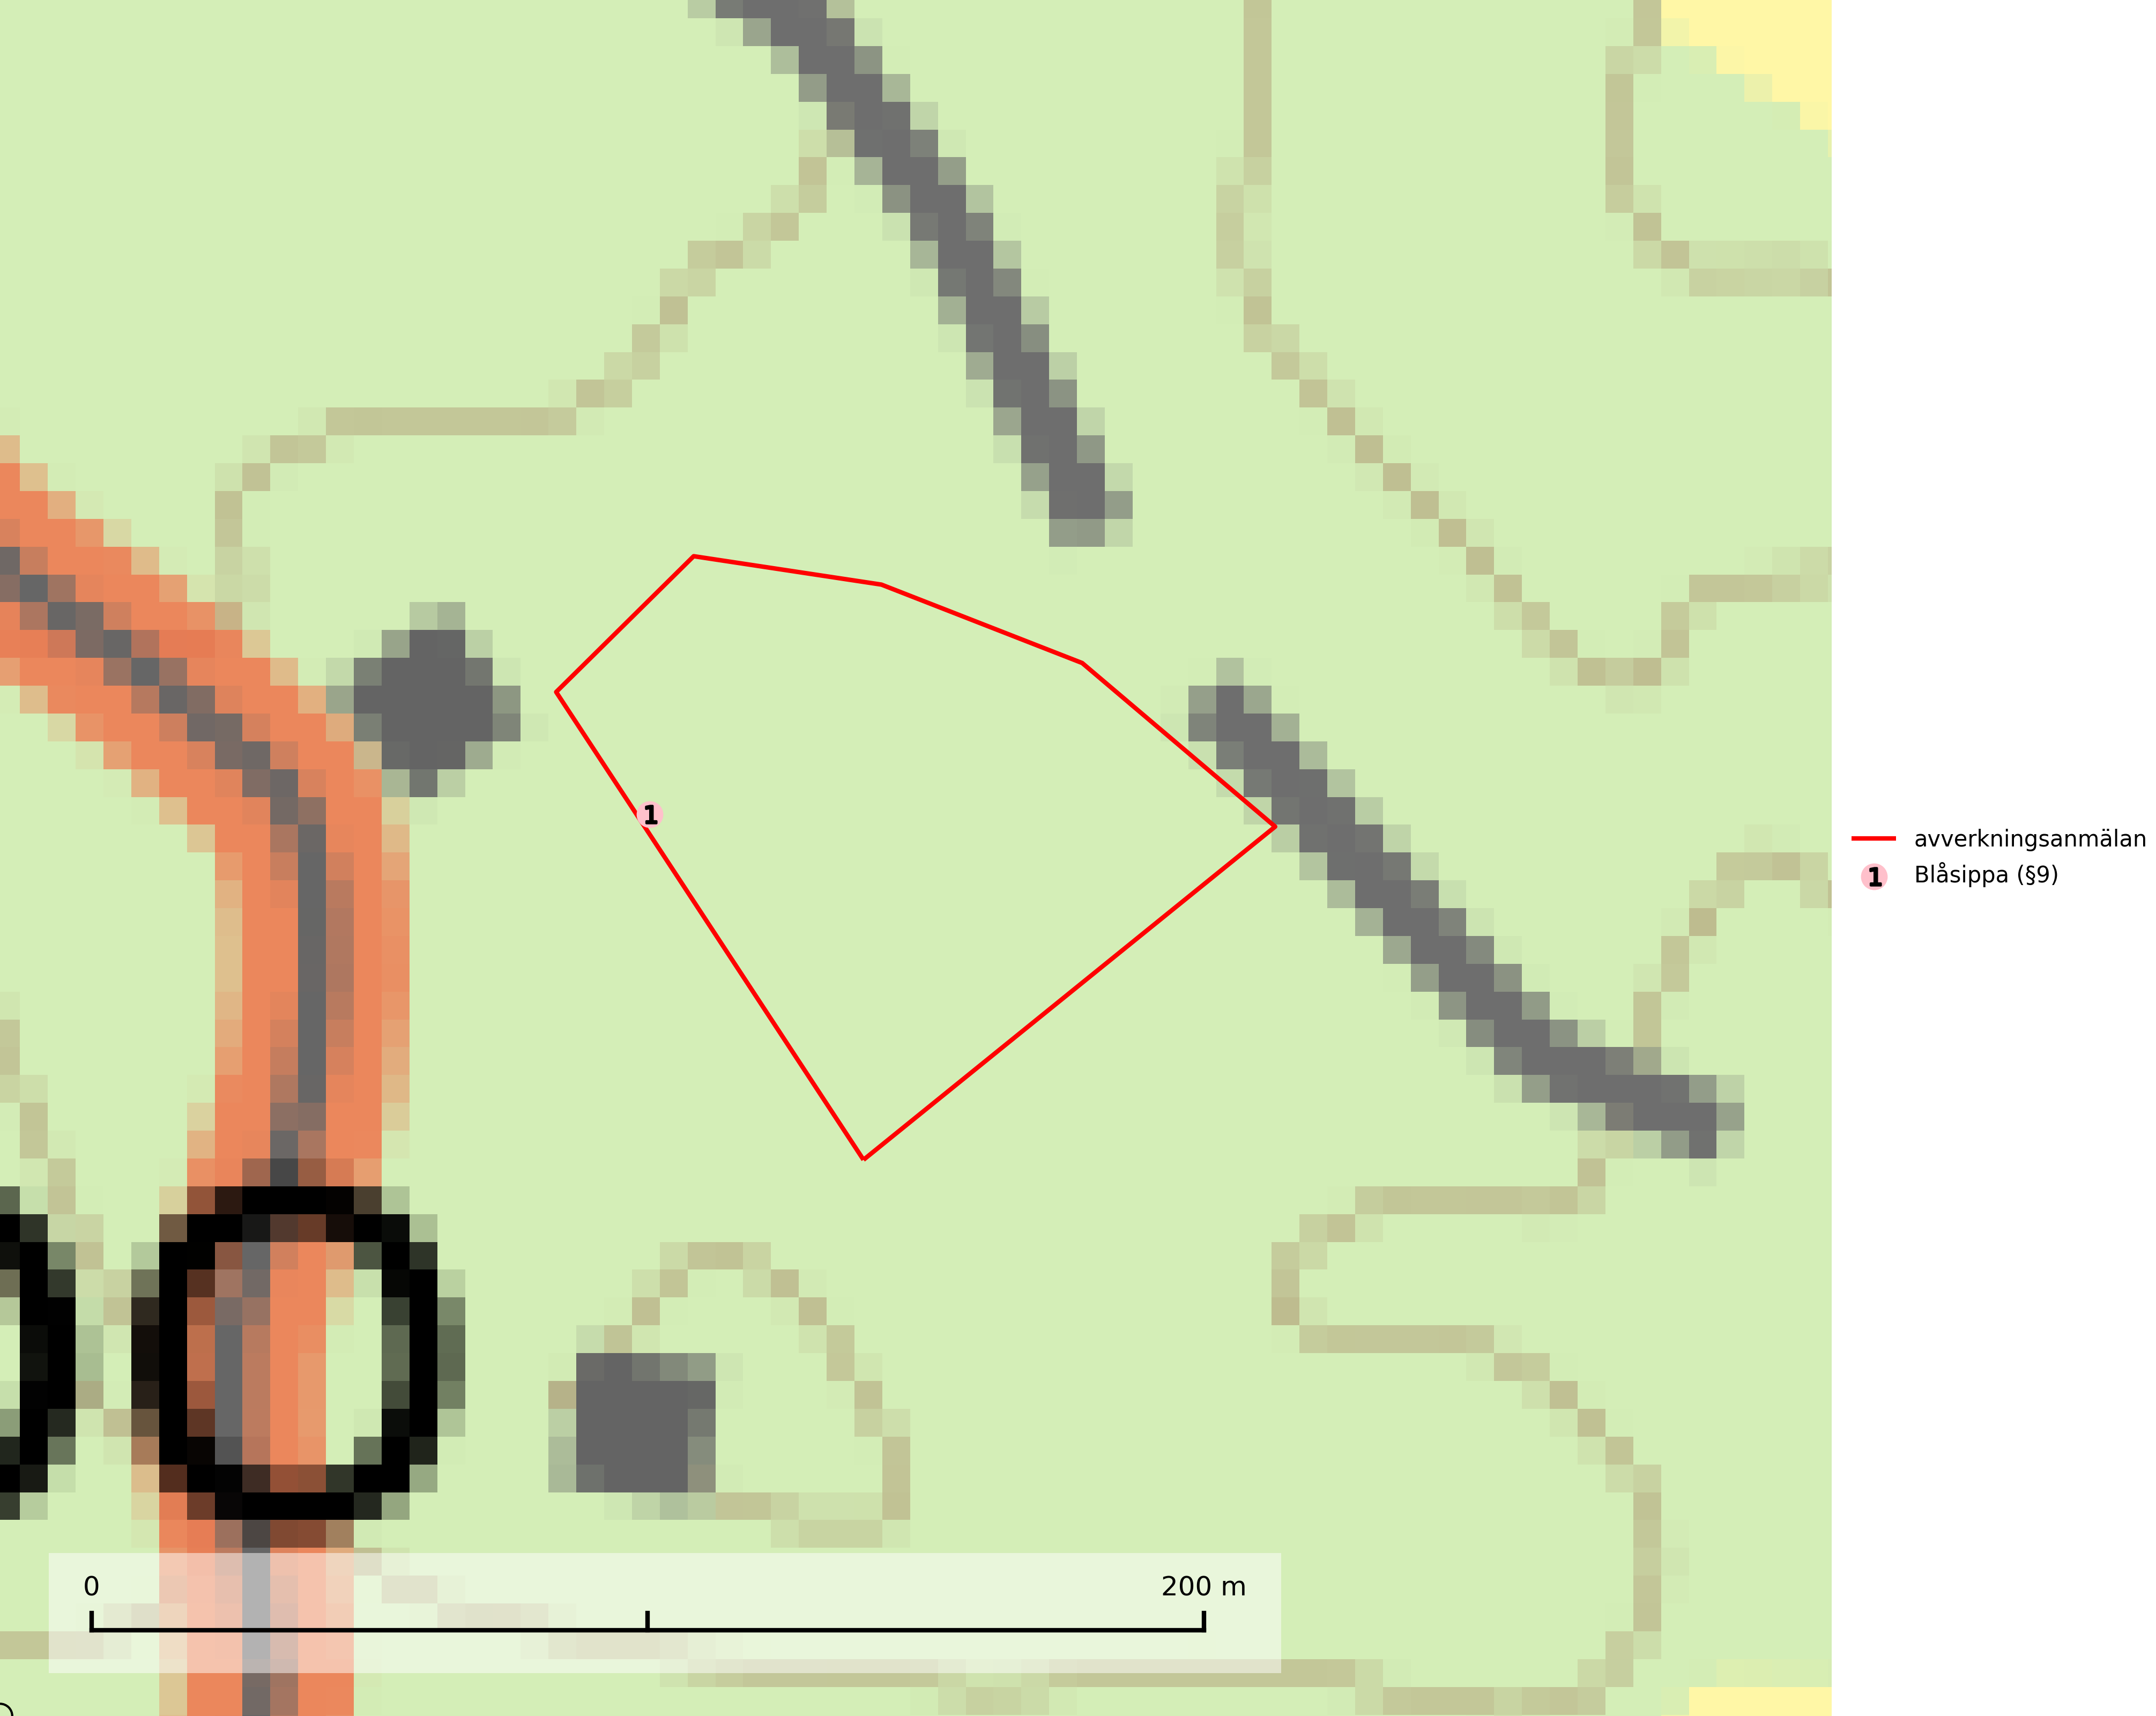 1
avverkningsanmälan
1 Blåsippa (§9)
0 200 m